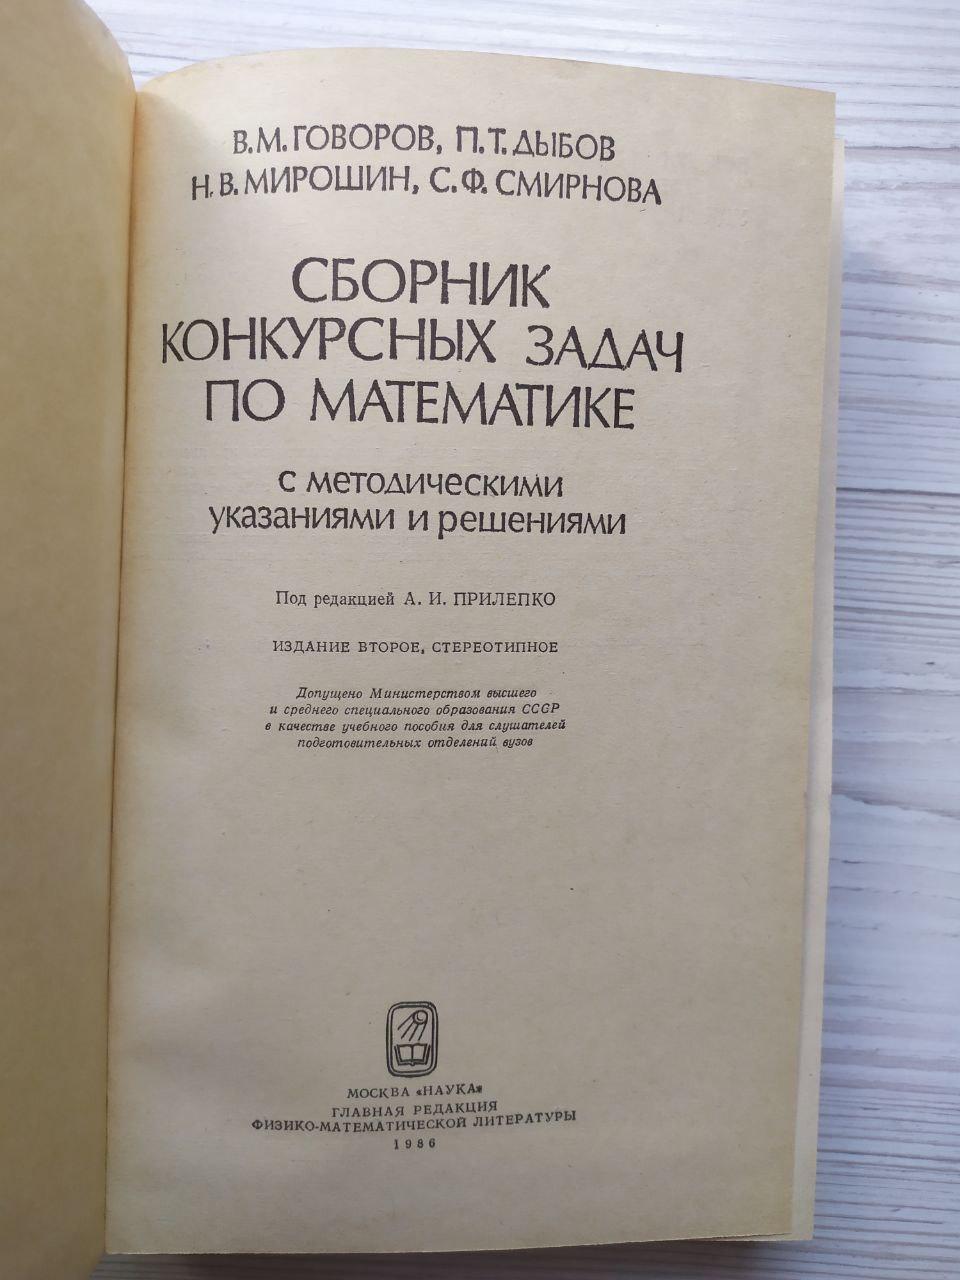 В.М.ГОВОРОВ, П.Т.ДЫБОВ
Н.В.МИРОШИН, С.Ф.СМИРНОВА
СБОРНИК
КОНКУРСНЫХ ЗАДАЧ
ПО МАТЕМАТИКЕ
с методическими
указаниями и решениями
Под редакцией А. И. ПРИЛЕПКО
ИЗДАНИЕ ВТОРОЕ, СТЕРЕОТИПНОЕ
Допущено Министерством высшего
и среднего специального образования СССР
в качестве учебного пособия для слушателей
подготовительных отделений вузов
МОСКВА «НАУКА»
ГЛАВНАЯ РЕДАКЦИЯ
ФИЗИКО-МАТЕМАТИЧЕСКОЙ ЛИТЕРАТУРЫ
1986